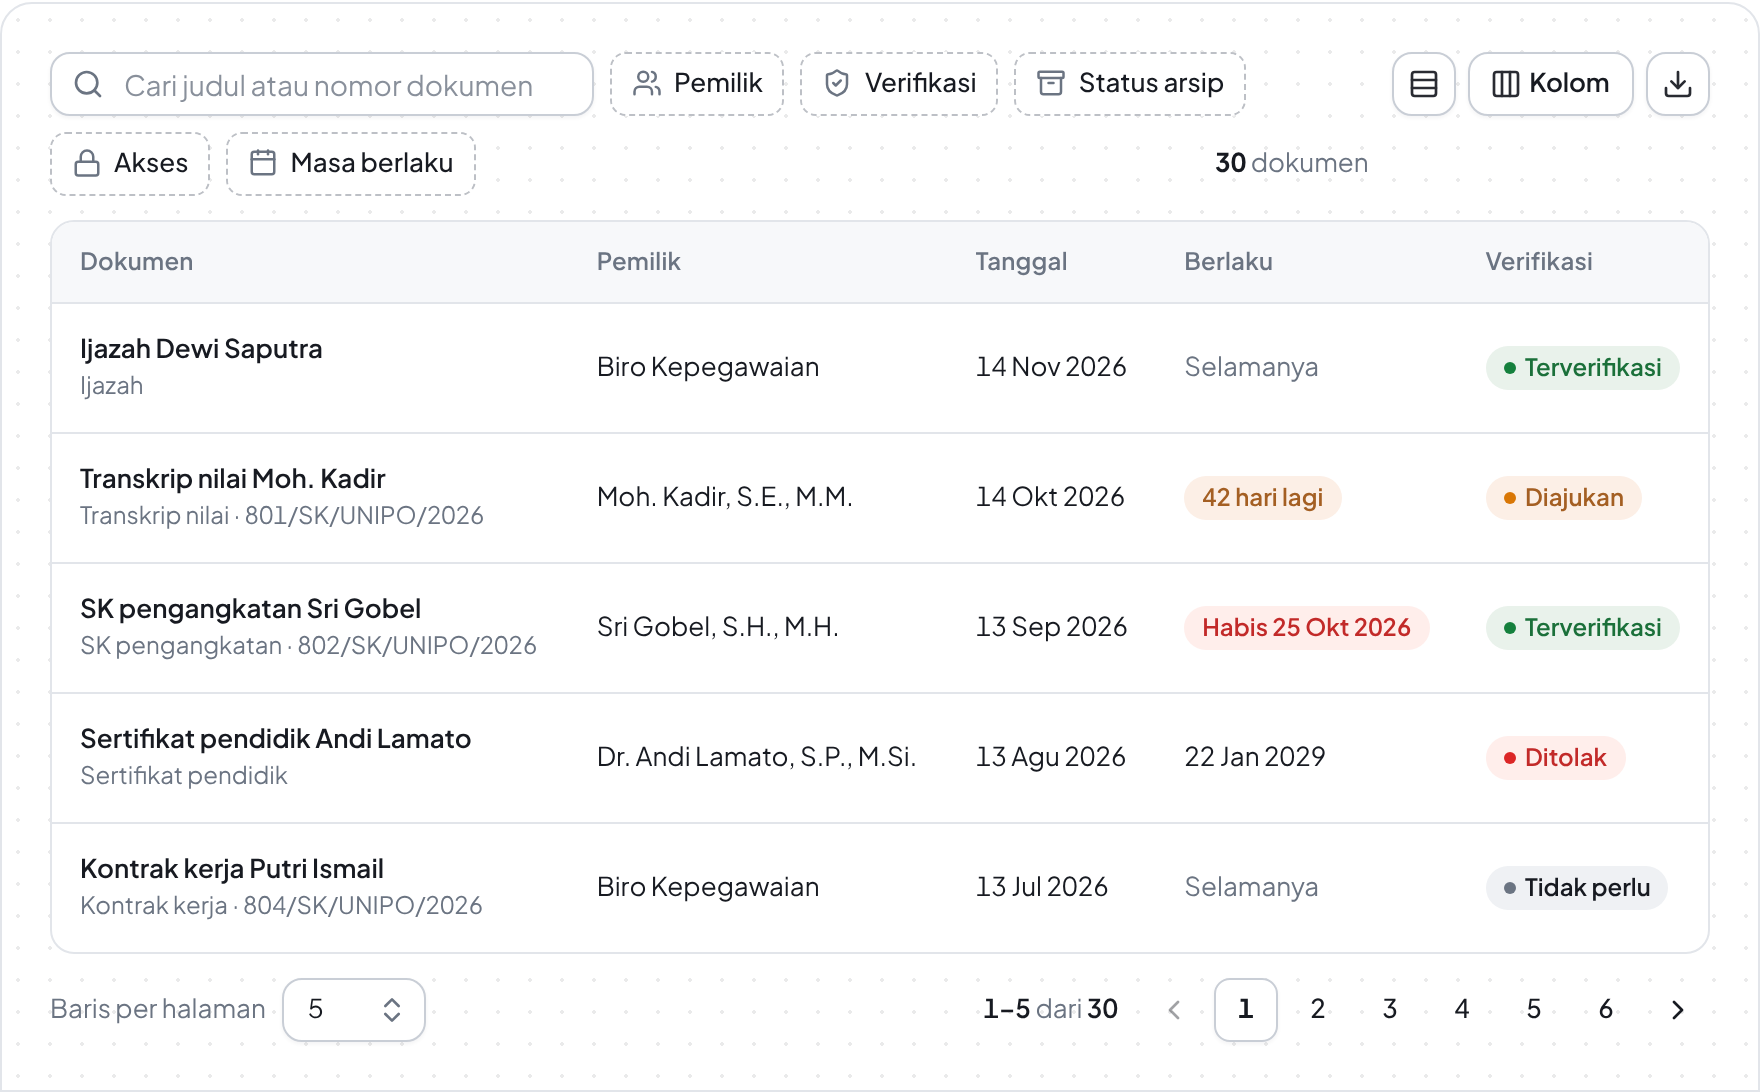 Cari judul atau nomor dokumen
Pemilik
Verifikasi
Status arsip
Kolom
Akses
Masa berlaku
30 dokumen
Dokumen
Pemilik
Tanggal
Berlaku
Verifikasi
Ijazah Dewi Saputra
Ijazah
Biro Kepegawaian
14 Nov 2026
Selamanya
Terverifikasi
Transkrip nilai Moh. Kadir
Transkrip nilai · 801/SK/UNIPO/2026
Moh. Kadir, S.E., M.M.
14 Okt 2026
42 hari lagi
Diajukan
SK pengangkatan Sri Gobel
SK pengangkatan · 802/SK/UNIPO/2026
Sri Gobel, S.H., M.H.
13 Sep 2026
Habis 25 Okt 2026
Terverifikasi
Sertifikat pendidik Andi Lamato
Sertifikat pendidik
Dr. Andi Lamato, S.P., M.Si.
13 Agu 2026
22 Jan 2029
Ditolak
Kontrak kerja Putri Ismail
Kontrak kerja · 804/SK/UNIPO/2026
Biro Kepegawaian
13 Jul 2026
Selamanya
Tidak perlu
Baris per halaman
5
1–5 dari 30
1
2
3
4
5
6